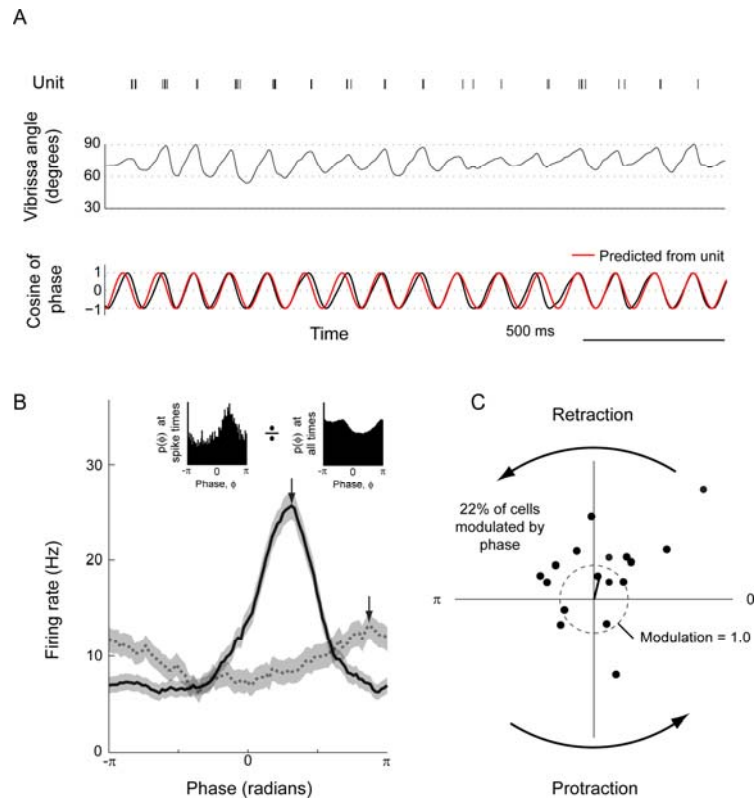 A
Unit
Vibrissa angle
(degrees)
90
60
30
Predicted from unit
Cosine of
phase
1
0
−1
Time
500 ms
B
p(ϕ) at
spike times
-π
0
π
Phase, ϕ
÷
p(ϕ) at
all times
-π
0
π
Phase, ϕ
Firing rate (Hz)
30
20
10
0
-π
0
π
Phase (radians)
C
Retraction
22% of cells
modulated by
phase
π
0
Modulation = 1.0
Protraction